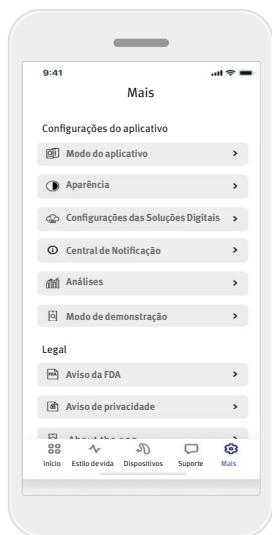 9:41
Mais
Configurações do aplicativo
Modo do aplicativo
Aparência
Configurações das Soluções Digitais
Central de Notificação
Análises
Modo de demonstração
Legal
FDA
Aviso da FDA
Aviso de privacidade
About the app
Início Estilo de vida Dispositivos Suporte Mais